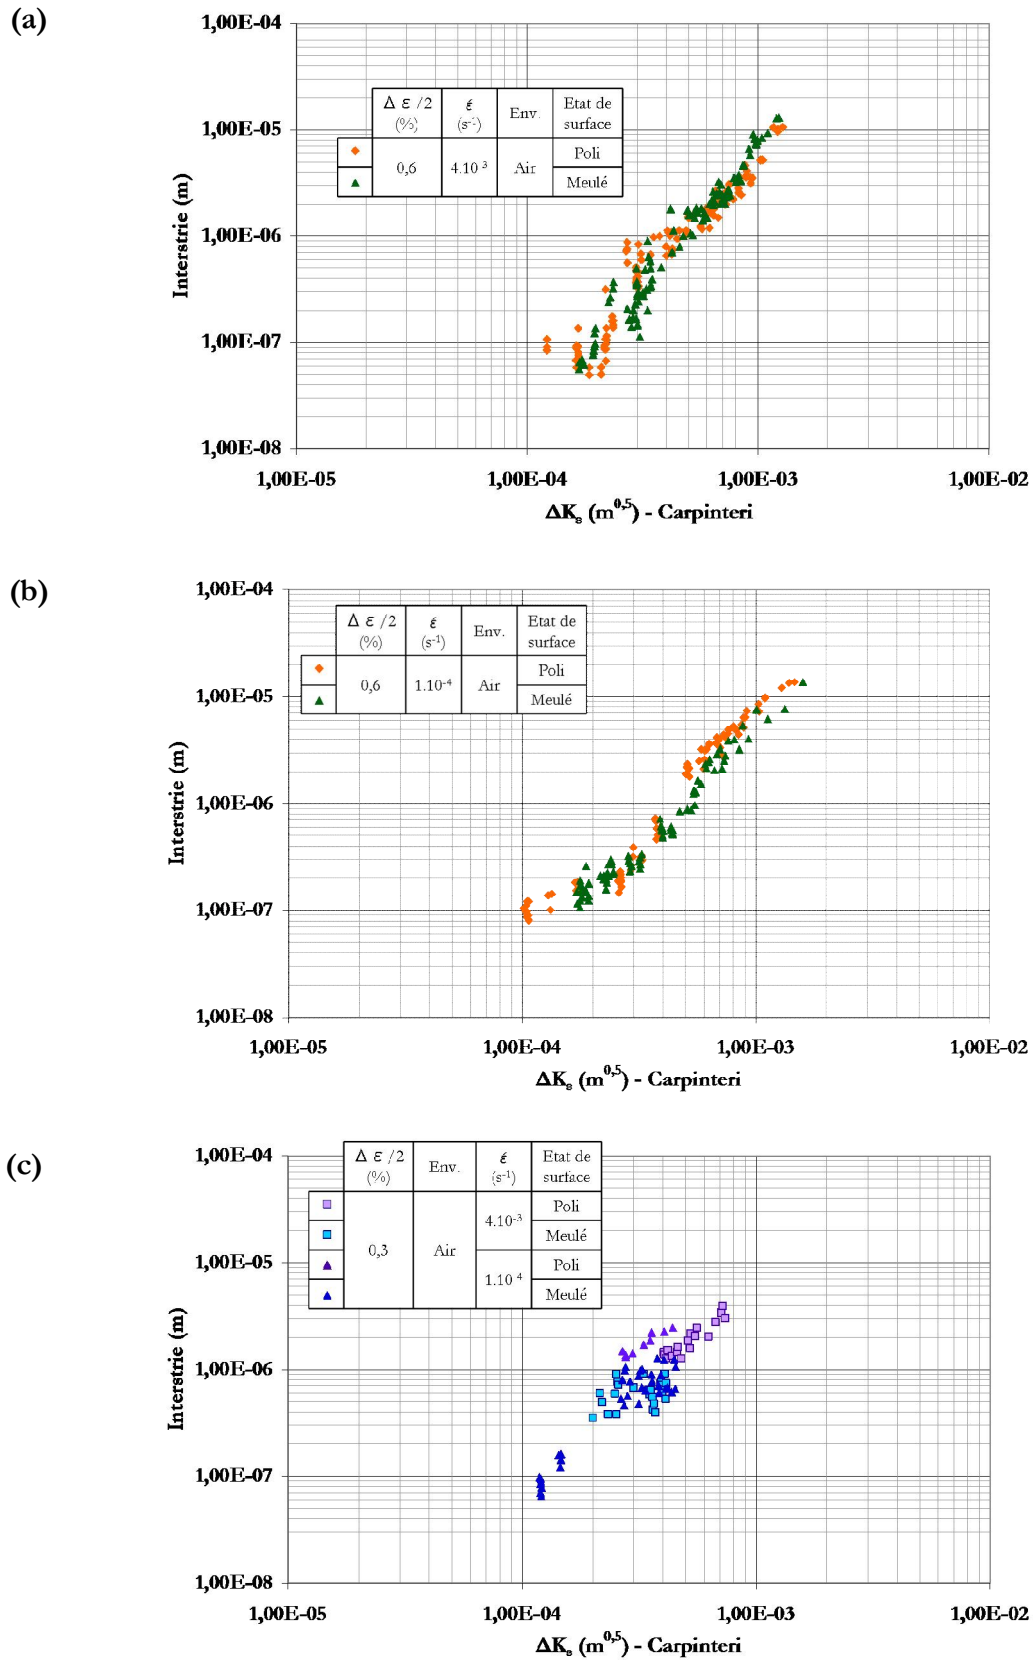 (a)
1,00E-04
1,00E-05
1,00E-06
1,00E-07
1,00E-08
Interstrie (m)
Δ ε /2 (%)
έ (s⁻¹)
Env.
Etat de surface
0,6
4.10⁻³
Air
Poli
Meulé
1,00E-05
1,00E-04
1,00E-03
1,00E-02
ΔKε (m^0,5) - Carpinteri
(b)
1,00E-04
1,00E-05
1,00E-06
1,00E-07
1,00E-08
Interstrie (m)
Δ ε /2 (%)
έ (s⁻¹)
Env.
Etat de surface
0,6
1.10⁻⁴
Air
Poli
Meulé
1,00E-05
1,00E-04
1,00E-03
1,00E-02
ΔKε (m^0,5) - Carpinteri
(c)
1,00E-04
1,00E-05
1,00E-06
1,00E-07
1,00E-08
Interstrie (m)
Δ ε /2 (%)
Env.
έ (s⁻¹)
Etat de surface
0,3
Air
4.10⁻³
Poli
Meulé
1.10⁻⁴
Poli
Meulé
1,00E-05
1,00E-04
1,00E-03
1,00E-02
ΔKε (m^0,5) - Carpinteri